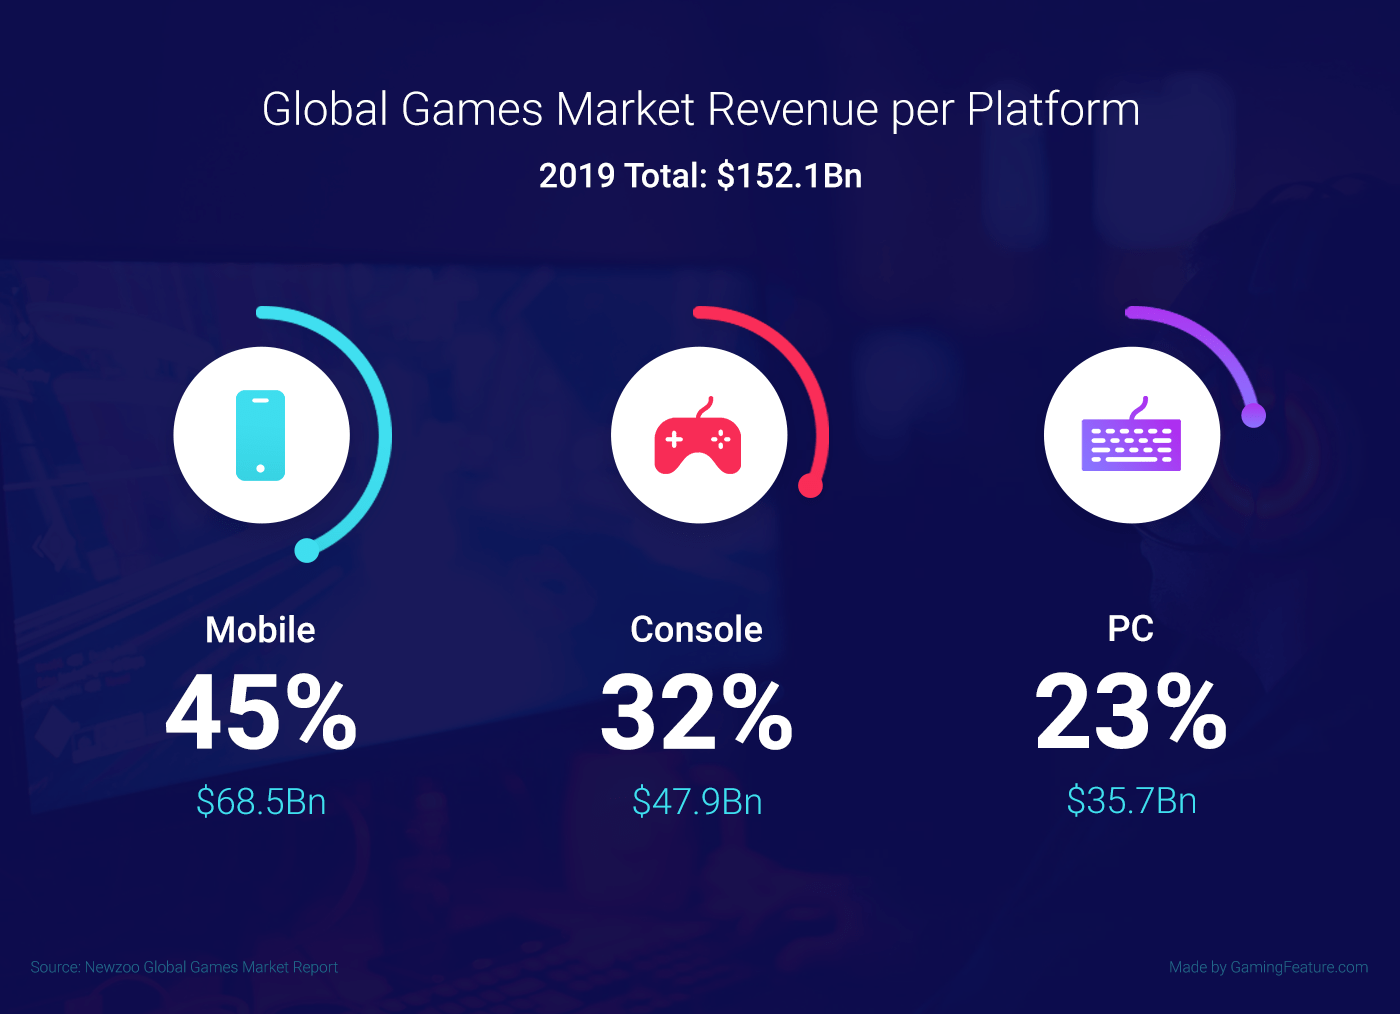 Global Games Market Revenue per Platform
2019 Total: $152.1Bn
Mobile
45%
$68.5Bn
Console
32%
$47.9Bn
PC
23%
$35.7Bn
Source: Newzoo Global Games Market Report
Made by GamingFeature.com